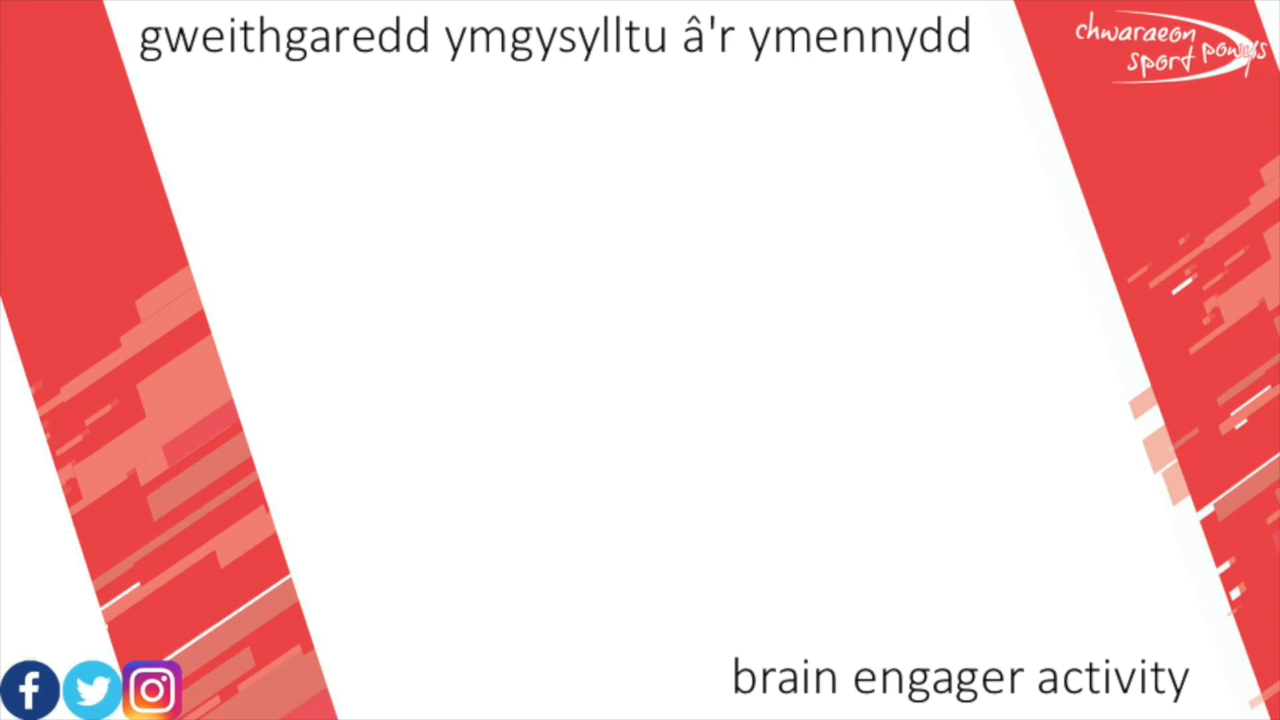 gweithgaredd ymgysylltu â'r ymennydd
chwaraeon
sport powys
brain engager activity